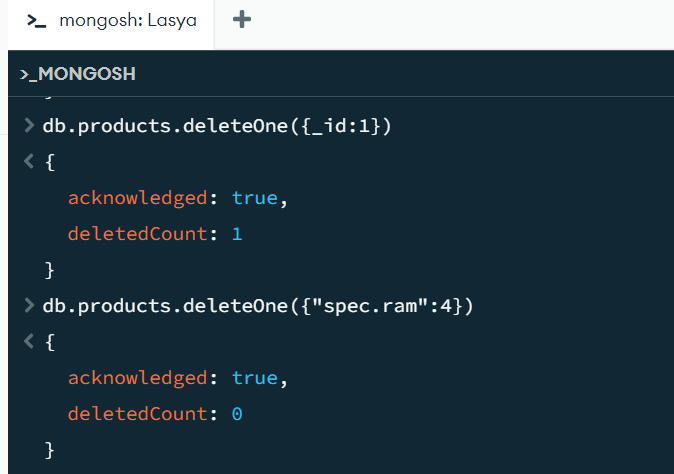 mongosh: Lasya
>_MONGOSH
> db.products.deleteOne({_id:1})
< {
acknowledged: true,
deletedCount: 1
}
> db.products.deleteOne({"spec.ram":4})
< {
acknowledged: true,
deletedCount: 0
}